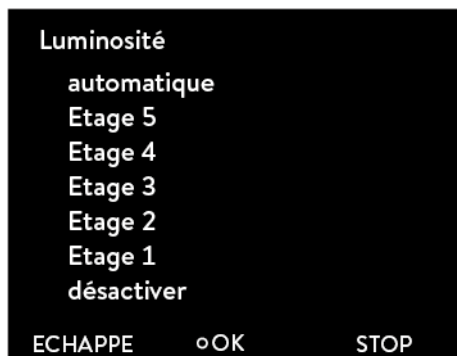 Luminosité
automatique
Etage 5
Etage 4
Etage 3
Etage 2
Etage 1
désactiver
ECHAPPE OK STOP